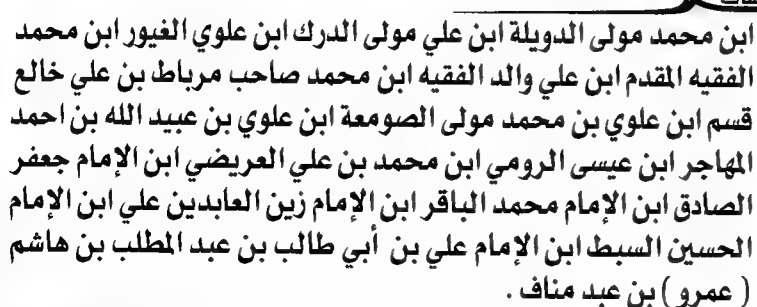 ابن محمد مولى الدويلة ابن علي مولى الدرك ابن علوي الغيور ابن محمد
الفقيه المقدم ابن علي والد الفقيه ابن محمد صاحب مرباط بن علي خالع
قسم ابن علوي بن محمد مولى الصومعة ابن علوي بن عبيد الله بن احمد
المهاجر ابن عيسى الرومي ابن محمد بن علي العريضي ابن الإمام جعفر
الصادق ابن الإمام محمد الباقر ابن الإمام زين العابدين علي ابن الإمام
الحسين السبط ابن الإمام علي بن أبي طالب بن عبد المطلب بن هاشم
( عمرو ) بن عبد مناف .